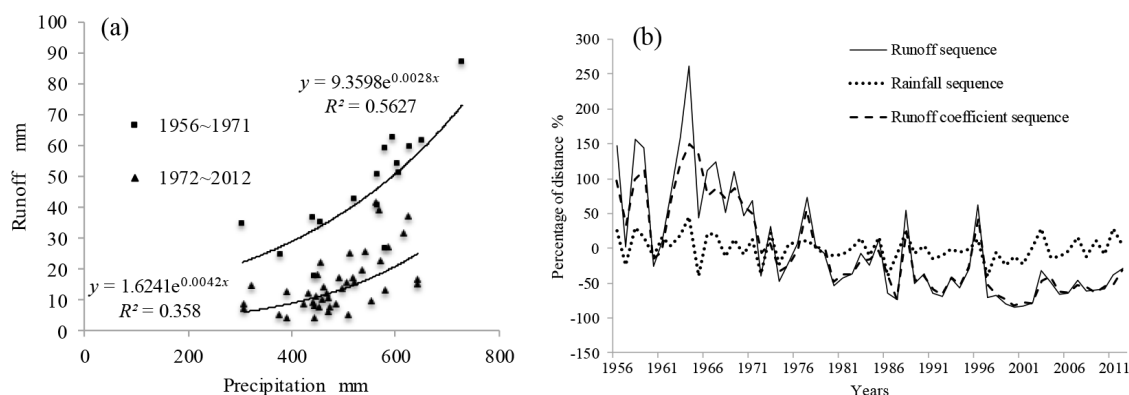 (a)
100
90
80
70
60
50
40
30
20
10
0
Runoff mm
y = 9.3598e^0.0028x
R² = 0.5627
1956~1971
1972~2012
y = 1.6241e^0.0042x
R² = 0.358
0 200 400 600 800
Precipitation mm
(b)
300
250
200
150
100
50
0
-50
-100
-150
Percentage of distance %
Runoff sequence
Rainfall sequence
Runoff coefficient sequence
1956 1961 1966 1971 1976 1981 1986 1991 1996 2001 2006 2011
Years